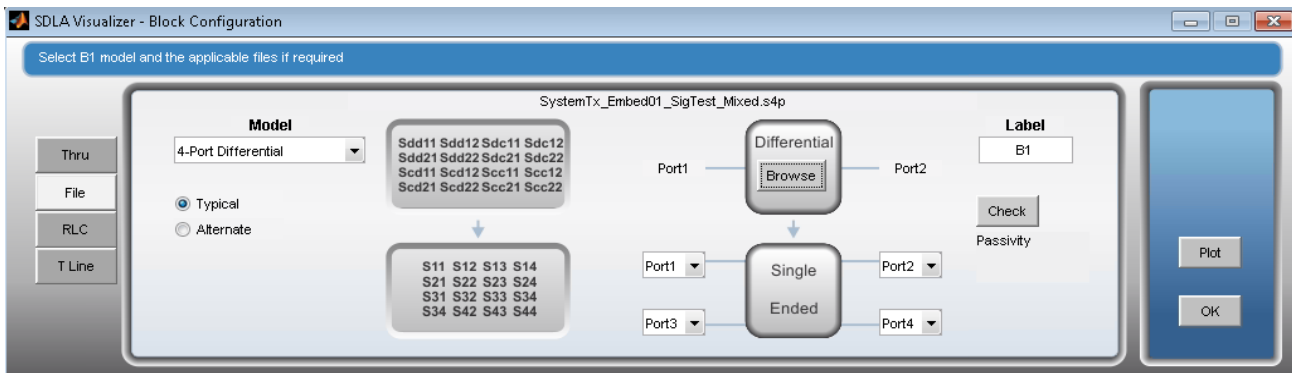 SDLA Visualizer - Block Configuration
Select B1 model and the applicable files if required
SystemTx_Embed01_SigTest_Mixed.s4p
Thru
File
RLC
T Line
Model
4-Port Differential
Typical
Alternate
Sdd11 Sdd12 Sdc11 Sdc12
Sdd21 Sdd22 Sdc21 Sdc22
Scd11 Scd12 Scc11 Scc12
Scd21 Scd22 Scc21 Scc22
S11 S12 S13 S14
S21 S22 S23 S24
S31 S32 S33 S34
S34 S42 S43 S44
Port1
Differential
Browse
Port2
Port1
Port3
Single
Ended
Port2
Port4
Label
B1
Check
Passivity
Plot
OK